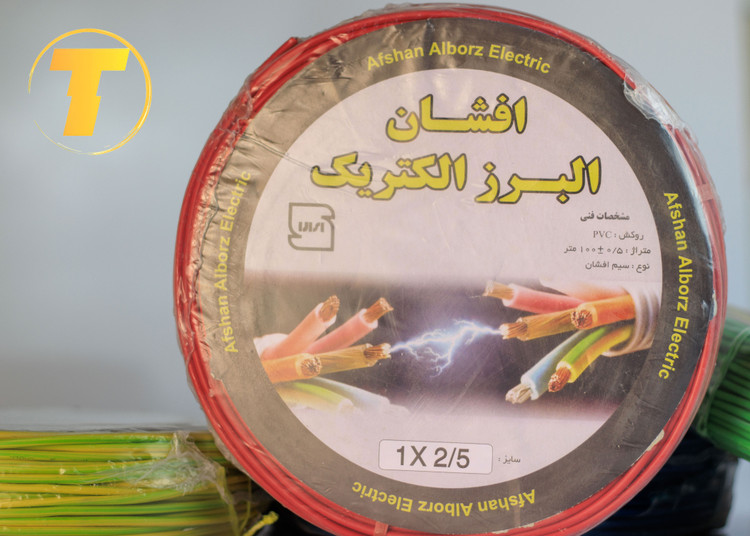 T
Afshan Alborz Electric
افشان
البرز الکتریک
مشخصات فنی
روکش : PVC
متراژ : ۰/۵ ± ۱۰۰ متر
نوع : سیم افشان
Afshan Alborz Electric
Afshan Alborz Electric
سایز : 1X 2/5
Afshan Alborz Electric